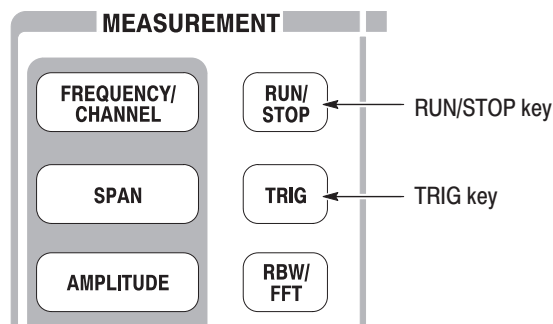 MEASUREMENT
FREQUENCY/
CHANNEL
RUN/
STOP
RUN/STOP key
SPAN
TRIG
TRIG key
AMPLITUDE
RBW/
FFT